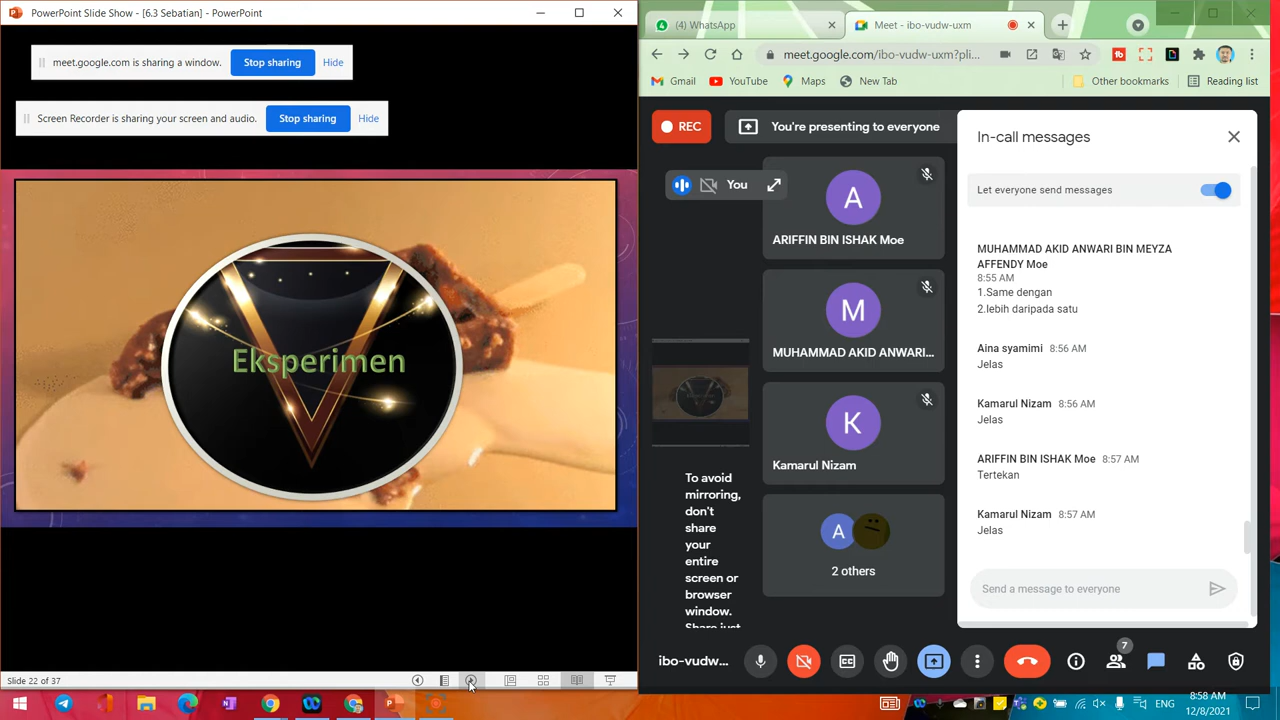 PowerPoint Slide Show - [6.3 Sebatian] - PowerPoint
meet.google.com is sharing a window.
Stop sharing
Hide
Screen Recorder is sharing your screen and audio.
Stop sharing
Hide
Eksperimen
Slide 22 of 37
(4) WhatsApp
Meet - ibo-vudw-uxm
meet.google.com/ibo-vudw-uxm?pli...
Gmail
YouTube
Maps
New Tab
Other bookmarks
Reading list
REC
You're presenting to everyone
You
A
ARIFFIN BIN ISHAK Moe
M
MUHAMMAD AKID ANWARI...
K
Kamarul Nizam
A
2 others
To avoid
mirroring,
don't
share
your
entire
screen or
browser
window.
Share just
In-call messages
Let everyone send messages
MUHAMMAD AKID ANWARI BIN MEYZA
AFFENDY Moe
8:55 AM
1.Same dengan
2.lebih daripada satu
Aina syamimi 8:56 AM
Jelas
Kamarul Nizam 8:56 AM
Jelas
ARIFFIN BIN ISHAK Moe 8:57 AM
Tertekan
Kamarul Nizam 8:57 AM
Jelas
Send a message to everyone
ibo-vudw...
7
ENG
8:58 AM
12/8/2021